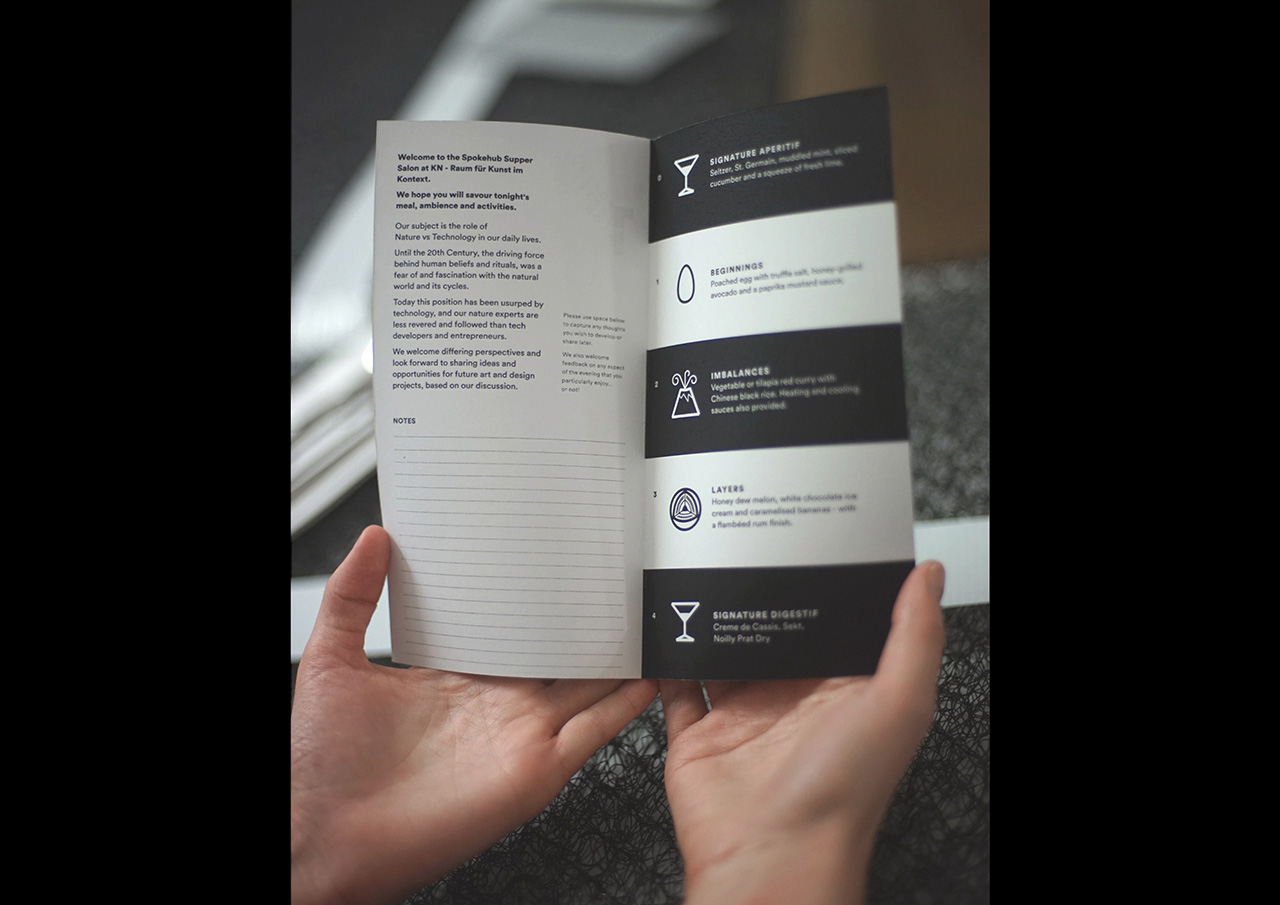 Welcome to the Spokehub Supper
Salon at KN - Raum für Kunst im
Kontext.
We hope you will savour tonight's
meal, ambience and activities.
Our subject is the role of
Nature vs Technology in our daily lives.
Until the 20th Century, the driving force
behind human beliefs and rituals, was a
fear of and fascination with the natural
world and its cycles.
Today this position has been usurped by
technology, and our nature experts are
less revered and followed than tech
developers and entrepreneurs.
We welcome differing perspectives and
look forward to sharing ideas and
opportunities for future art and design
projects, based on our discussion.
Please use space below
to capture any thoughts
you wish to develop or
share later.
We also welcome
feedback on any aspect
of the evening that you
particularly enjoy...
or not!
NOTES
0
SIGNATURE APERITIF
Seltzer, St. Germain, muddled mint, sliced
cucumber and a squeeze of fresh lime.
1
BEGINNINGS
Poached egg with truffle salt, honey-grilled
avocado and a paprika mustard sauce.
2
IMBALANCES
Vegetable or tilapia red curry with
Chinese black rice. Heating and cooling
sauces also provided.
3
LAYERS
Honey dew melon, white chocolate ice
cream and caramelised bananas - with
a flambéed rum finish.
4
SIGNATURE DIGESTIF
Creme de Cassis, Sekt,
Noilly Prat Dry